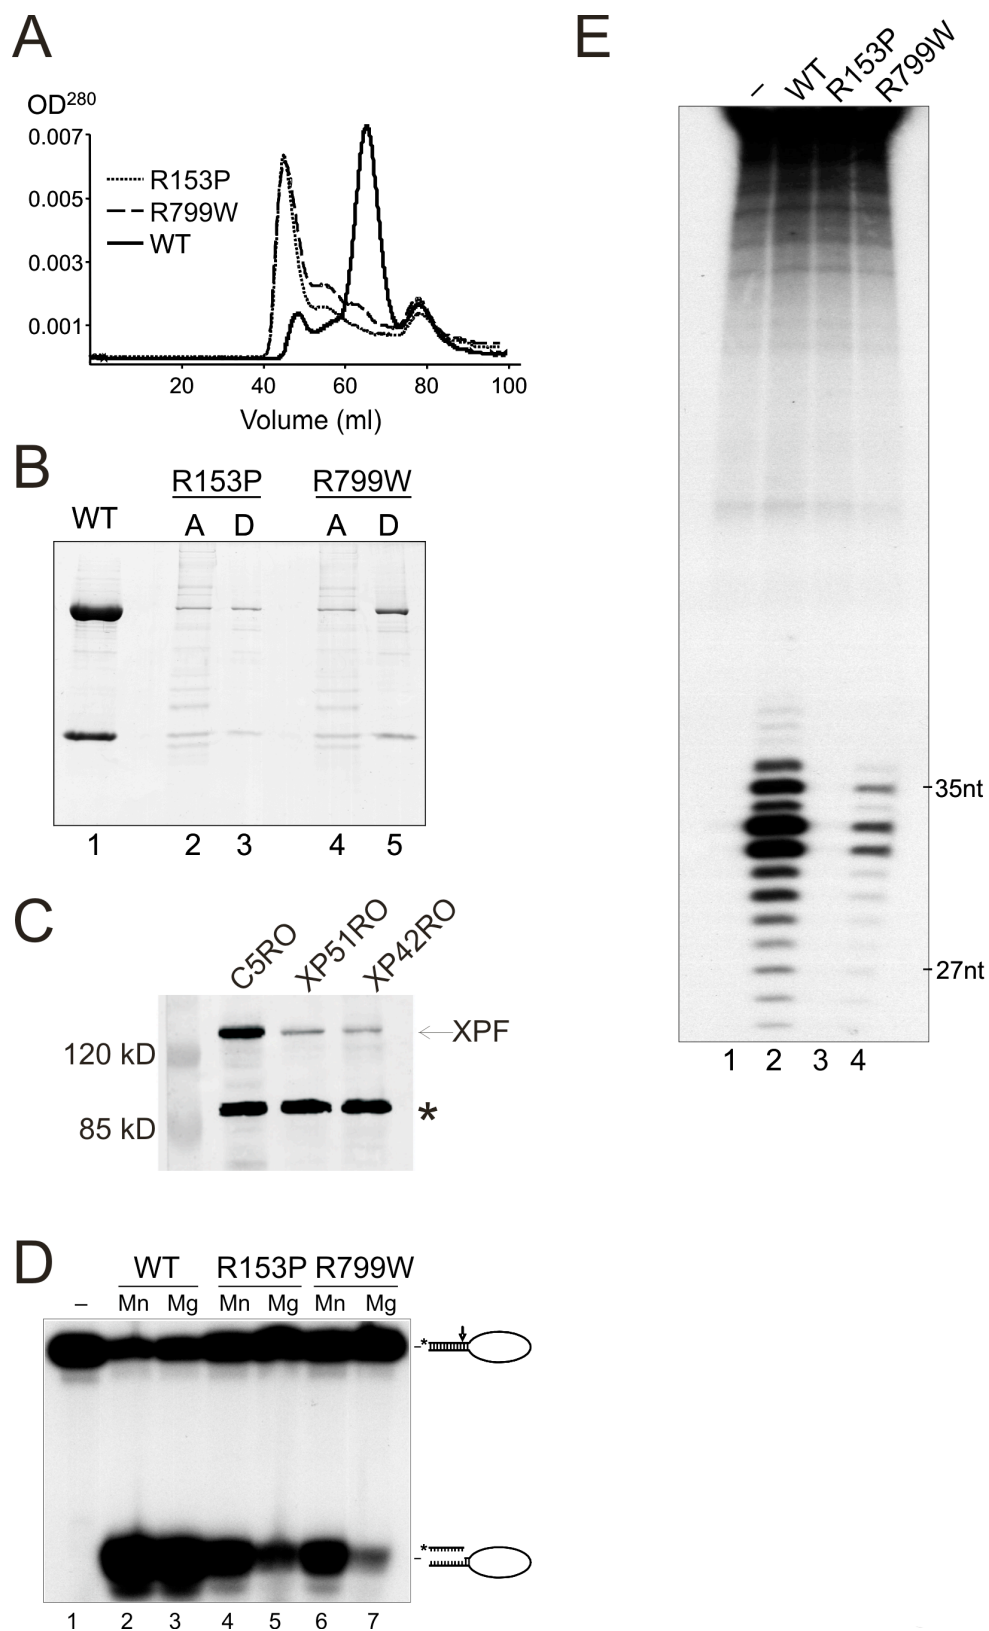 A
OD280
0.007
0.005
0.003
0.001
R153P
R799W
WT
20 40 60 80 100
Volume (ml)
B
WT
R153P R799W
A D A D
1 2 3 4 5
C
C5RO XP51RO XP42RO
XPF
120 kD
85 kD
*
D
WT R153P R799W
– Mn Mg Mn Mg Mn Mg
*
*
1 2 3 4 5 6 7
E
– WT R153P R799W
35nt
27nt
1 2 3 4